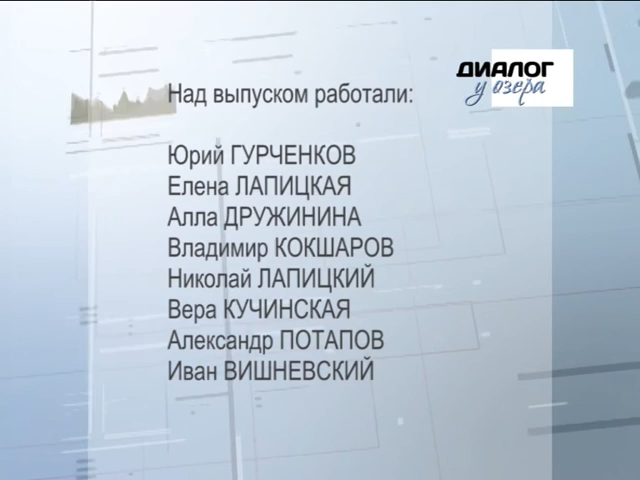 ДИАЛОГ
у озера
Над выпуском работали:
Юрий ГУРЧЕНКОВ
Елена ЛАПИЦКАЯ
Алла ДРУЖИНИНА
Владимир КОКШАРОВ
Николай ЛАПИЦКИЙ
Вера КУЧИНСКАЯ
Александр ПОТАПОВ
Иван ВИШНЕВСКИЙ